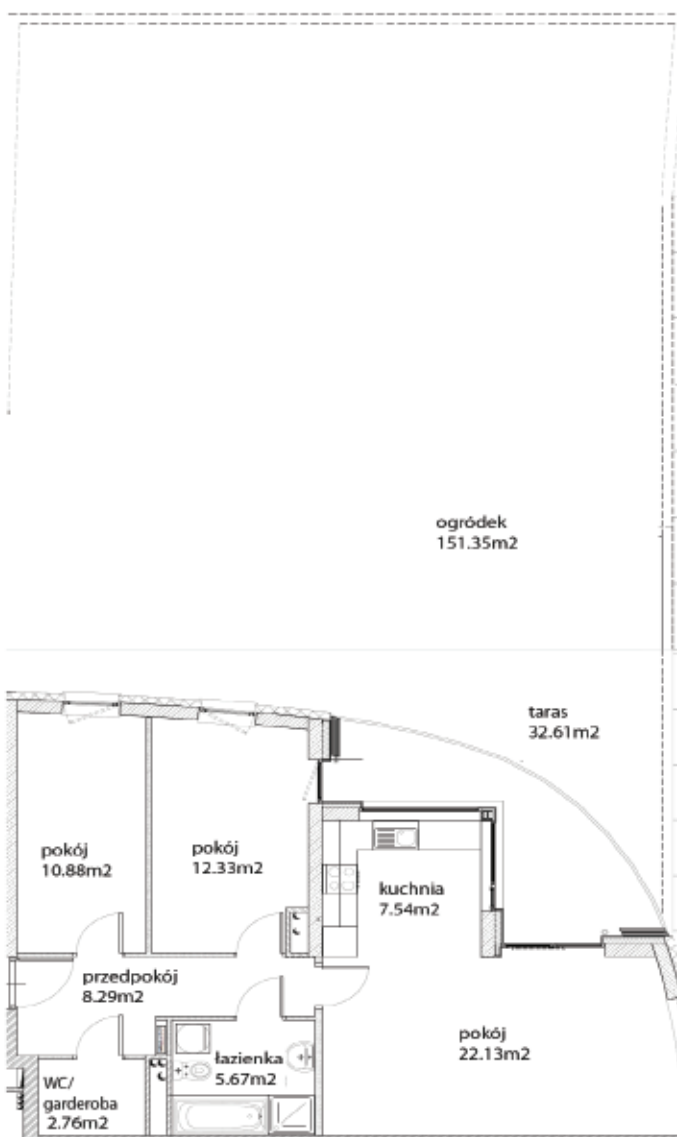 ogródek
151.35m2
taras
32.61m2
pokój
10.88m2
pokój
12.33m2
kuchnia
7.54m2
przedpokój
8.29m2
pokój
22.13m2
łazienka
5.67m2
WC/
garderoba
2.76m2